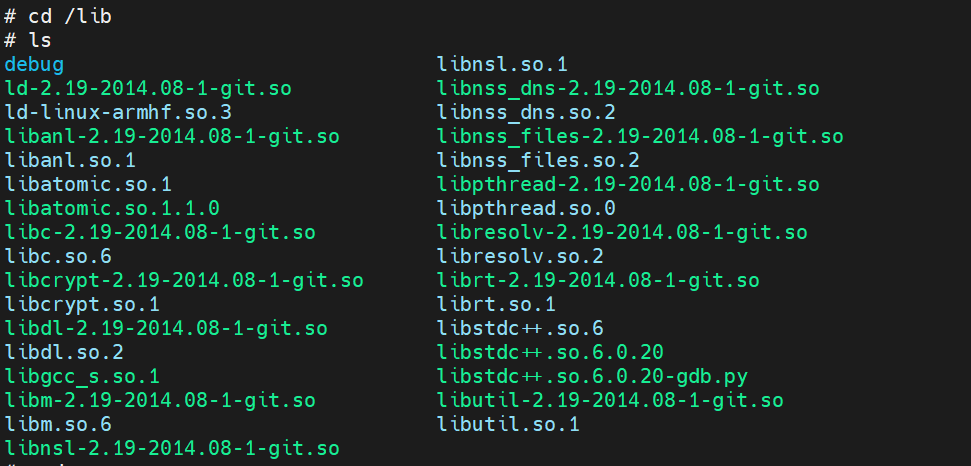 # cd /lib
# ls
debug libnsl.so.1
ld-2.19-2014.08-1-git.so libnss_dns-2.19-2014.08-1-git.so
ld-linux-armhf.so.3 libnss_dns.so.2
libanl-2.19-2014.08-1-git.so libnss_files-2.19-2014.08-1-git.so
libanl.so.1 libnss_files.so.2
libatomic.so.1 libpthread-2.19-2014.08-1-git.so
libatomic.so.1.1.0 libpthread.so.0
libc-2.19-2014.08-1-git.so libresolv-2.19-2014.08-1-git.so
libc.so.6 libresolv.so.2
libcrypt-2.19-2014.08-1-git.so librt-2.19-2014.08-1-git.so
libcrypt.so.1 librt.so.1
libdl-2.19-2014.08-1-git.so libstdc++.so.6
libdl.so.2 libstdc++.so.6.0.20
libgcc_s.so.1 libstdc++.so.6.0.20-gdb.py
libm-2.19-2014.08-1-git.so libutil-2.19-2014.08-1-git.so
libm.so.6 libutil.so.1
libnsl-2.19-2014.08-1-git.so